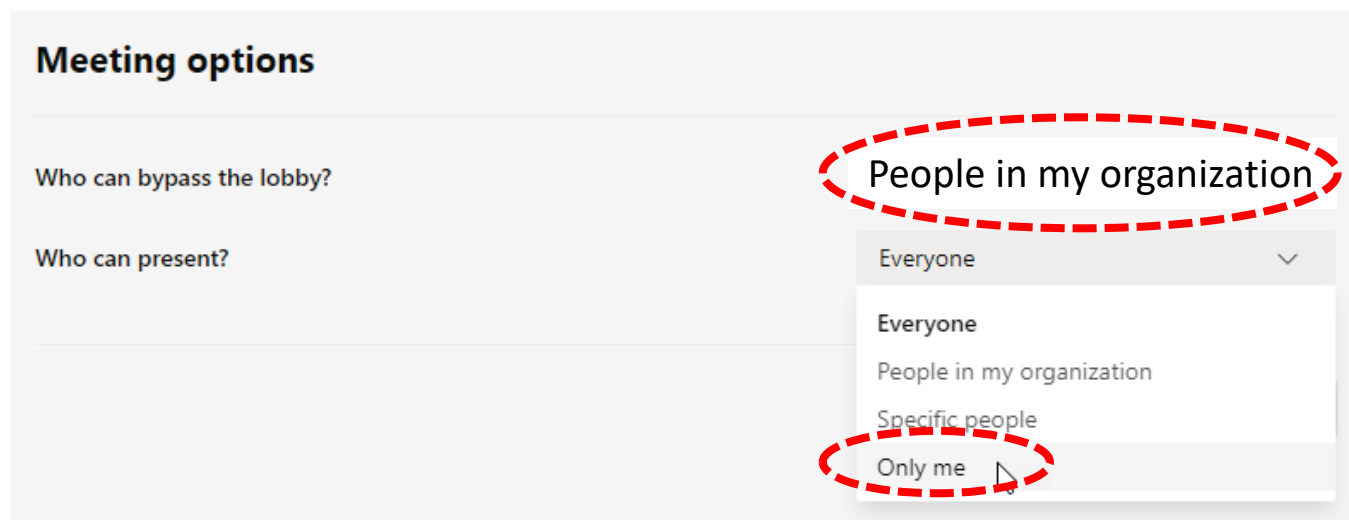 Meeting options
Who can bypass the lobby?
People in my organization
Who can present?
Everyone
Everyone
People in my organization
Specific people
Only me